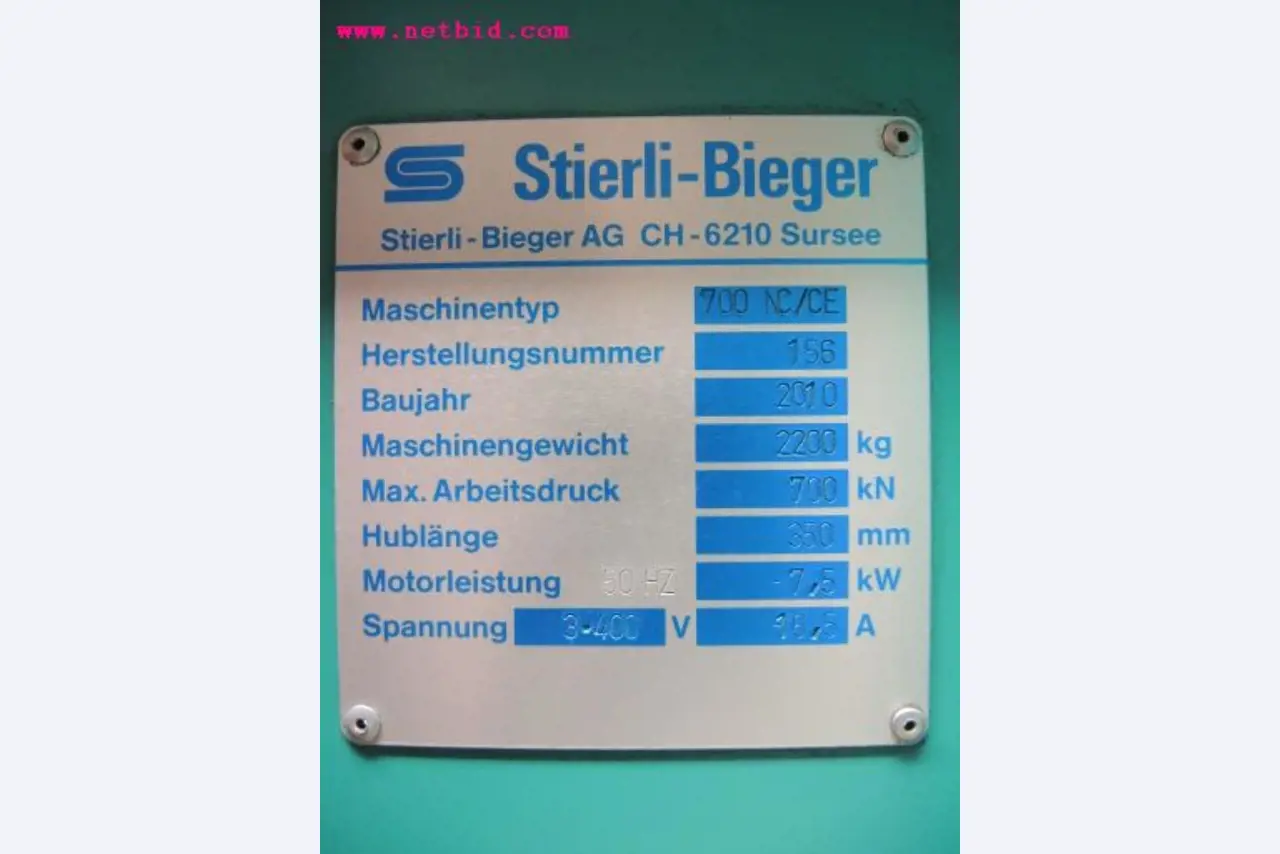 www.netbid.com
Stierli-Bieger
Stierli-Bieger AG CH-6210 Sursee
Maschinentyp 700 NC/CE
Herstellungsnummer 156
Baujahr 2010
Maschinengewicht 2200 kg
Max. Arbeitsdruck 700 kN
Hublänge 350 mm
Motorleistung 50 HZ 7,5 kW
Spannung 3·400 V 16,5 A